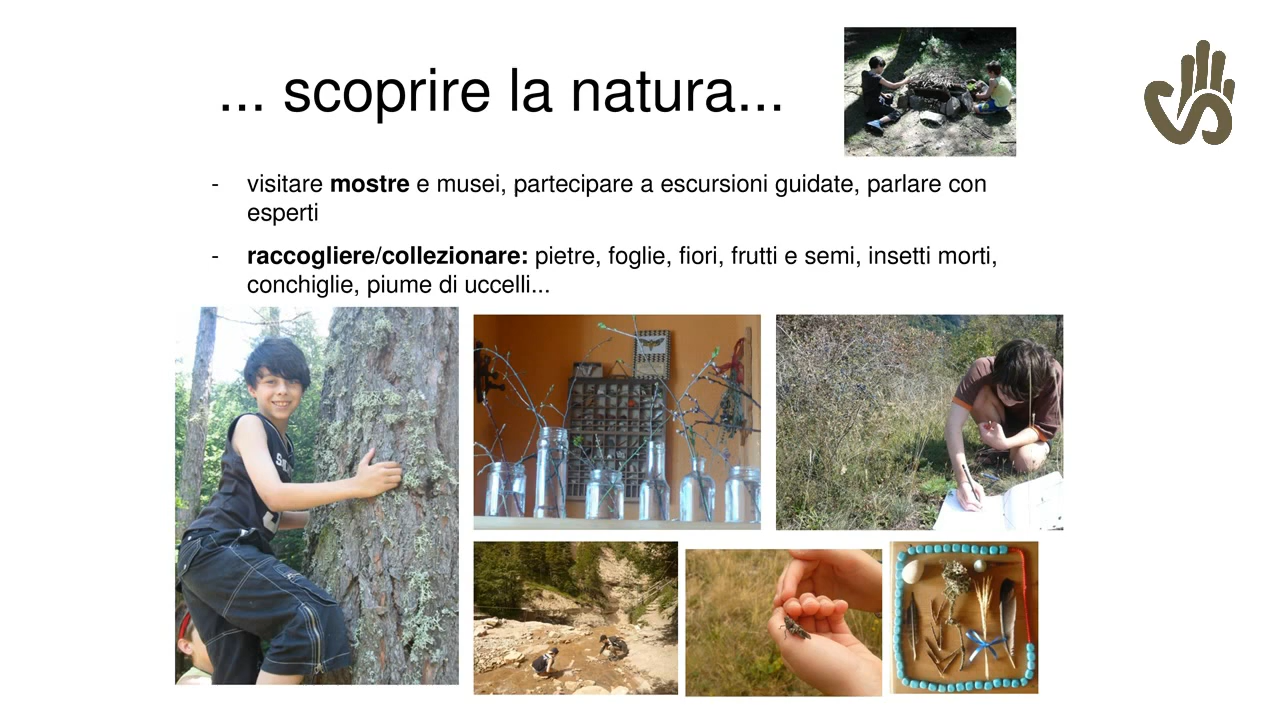 ... scoprire la natura...
- visitare mostre e musei, partecipare a escursioni guidate, parlare con
esperti
- raccogliere/collezionare: pietre, foglie, fiori, frutti e semi, insetti morti,
conchiglie, piume di uccelli...